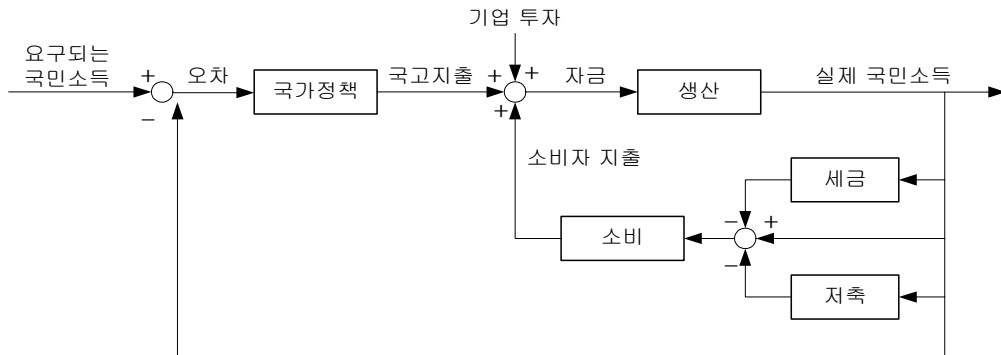 기업 투자
요구되는
국민소득
+
오차
국가정책
국고지출
+
+
자금
생산
실제 국민소득
−
+
소비자 지출
세금
−
+
소비
−
저축